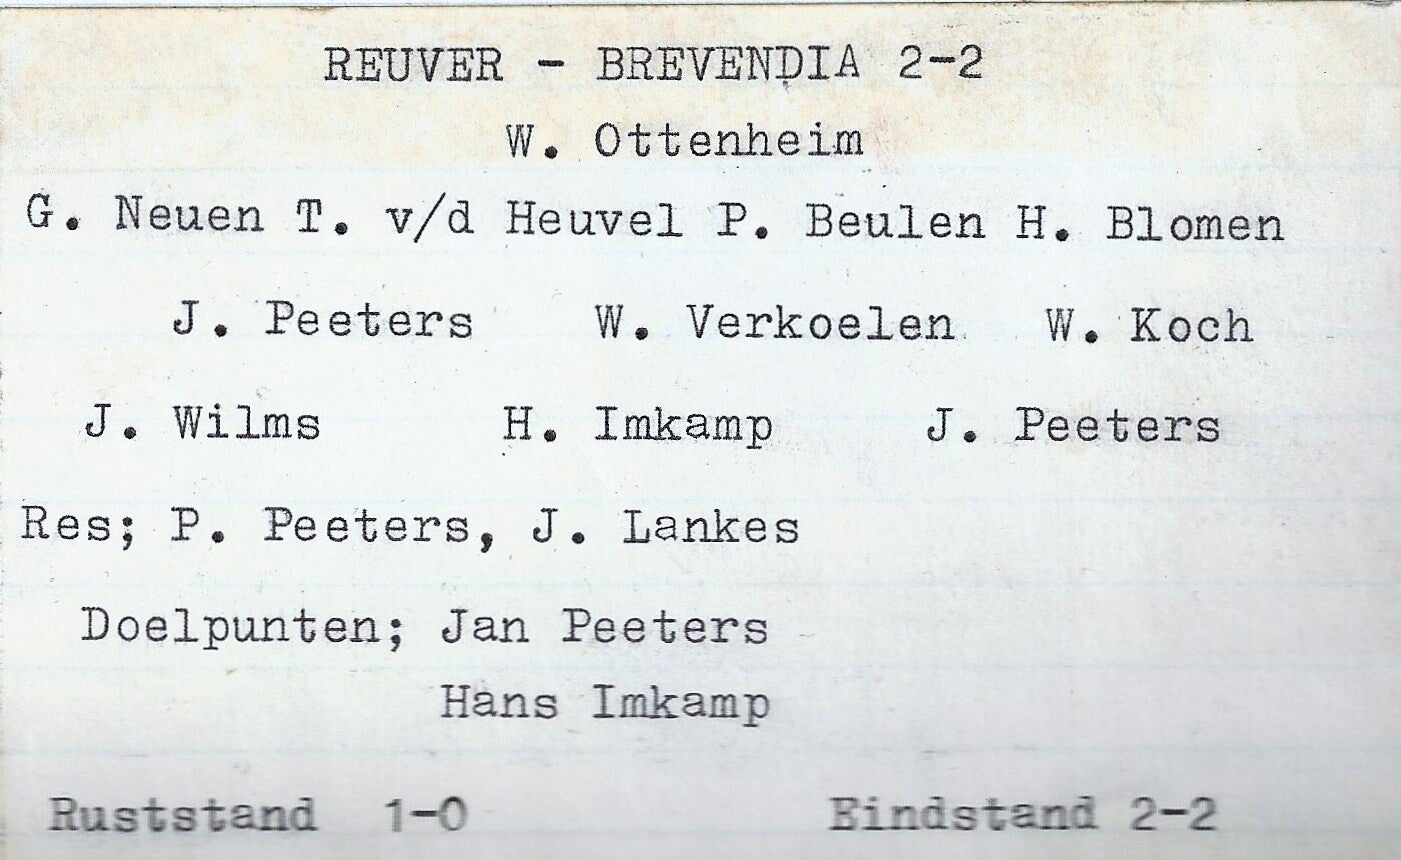 REUVER - BREVENDIA 2-2
W. Ottenheim
G. Neuen T. v/d Heuvel P. Beulen H. Blomen
J. Peeters W. Verkoelen W. Koch
J. Wilms H. Imkamp J. Peeters
Res; P. Peeters, J. Lankes
Doelpunten; Jan Peeters
Hans Imkamp
Ruststand 1-0 Eindstand 2-2